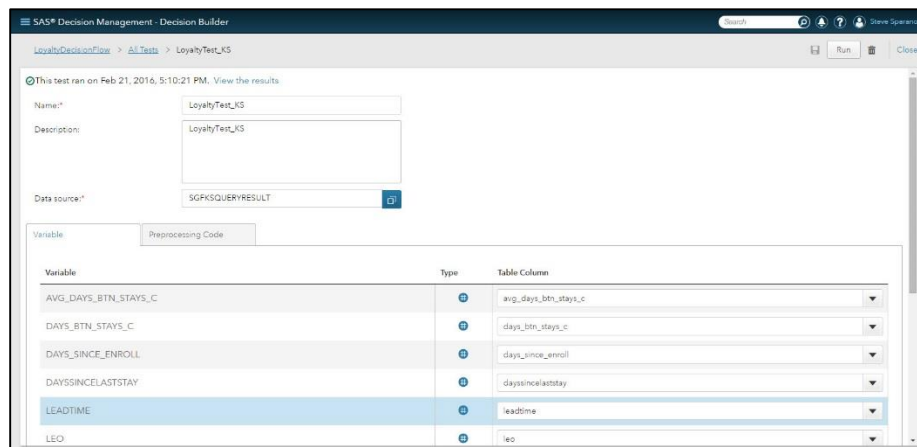 SAS® Decision Management - Decision Builder
Search
Steve Sparano
LoyaltyDecisionFlow > All Tests > LoyaltyTest_KS
Run
Close
This test ran on Feb 21, 2016, 5:10:21 PM. View the results
Name:*
LoyaltyTest_KS
Description:
LoyaltyTest_KS
Data source:*
SGFKSQUERYRESULT
Variable
Preprocessing Code
Variable Type Table Column
AVG_DAYS_BTN_STAYS_C avg_days_btn_stays_c
DAYS_BTN_STAYS_C days_btn_stays_c
DAYS_SINCE_ENROLL days_since_enroll
DAYSSINCELASTSTAY dayssincelaststay
LEADTIME leadtime
LEO leo